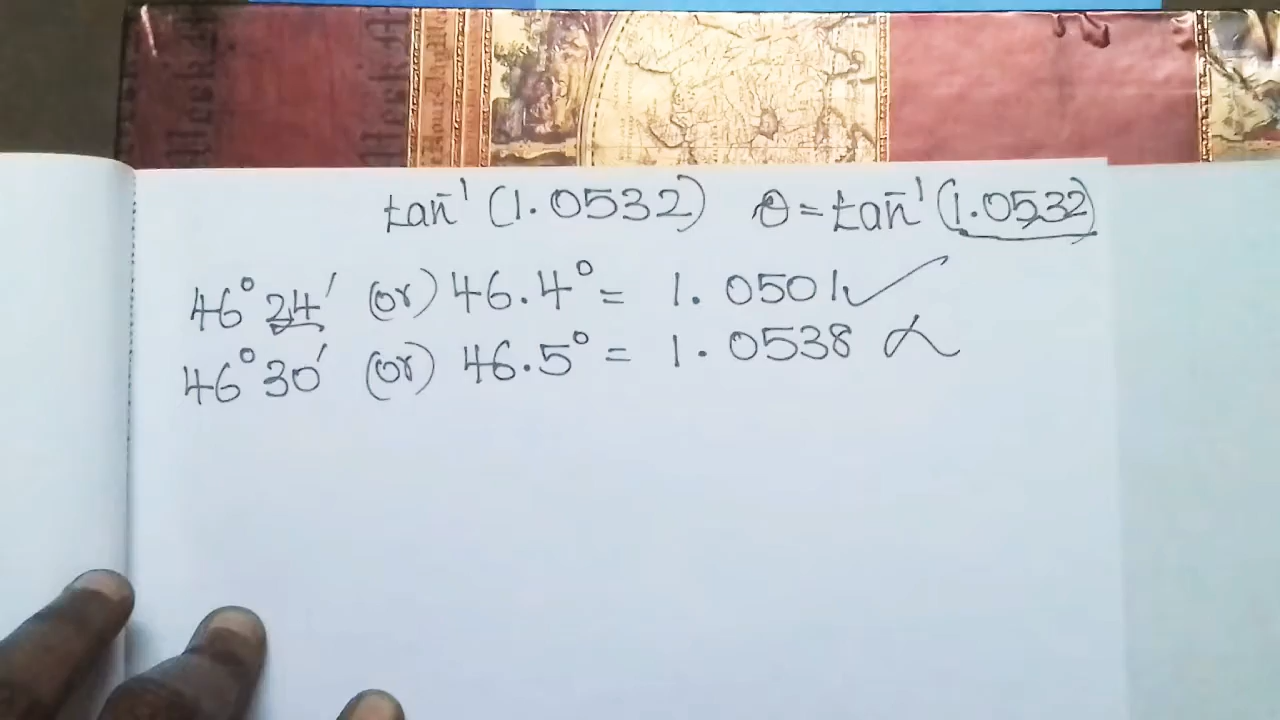 tan⁻¹ (1.0532) θ = tan⁻¹ (1.0532)
46° 24' (or) 46.4° = 1.0501 ✓
46° 30' (or) 46.5° = 1.0538